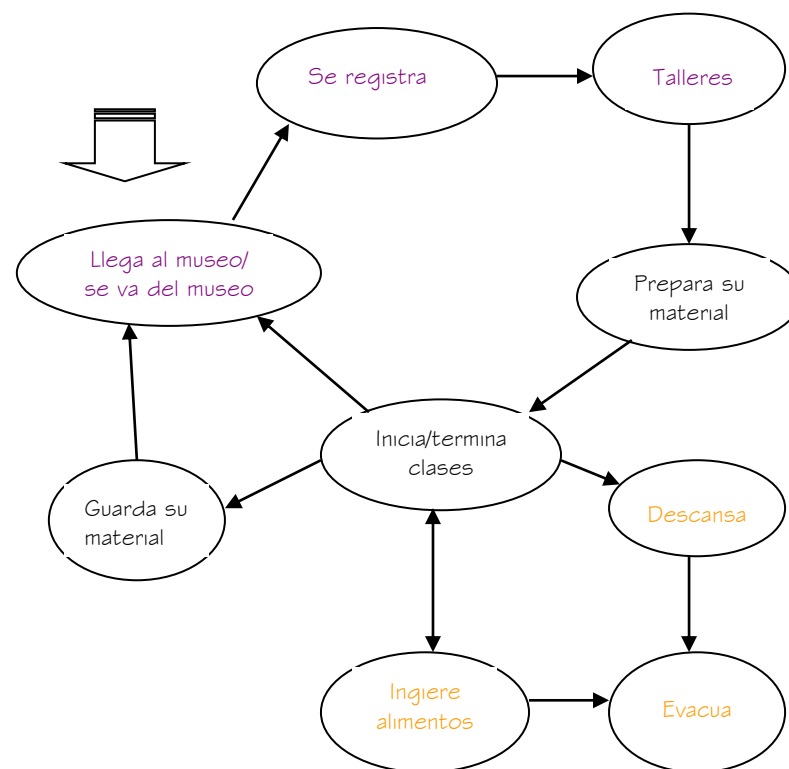 Se registra
Talleres
Llega al museo/
se va del museo
Prepara su
material
Inicia/termina
clases
Guarda su
material
Descansa
Ingiere
alimentos
Evacua